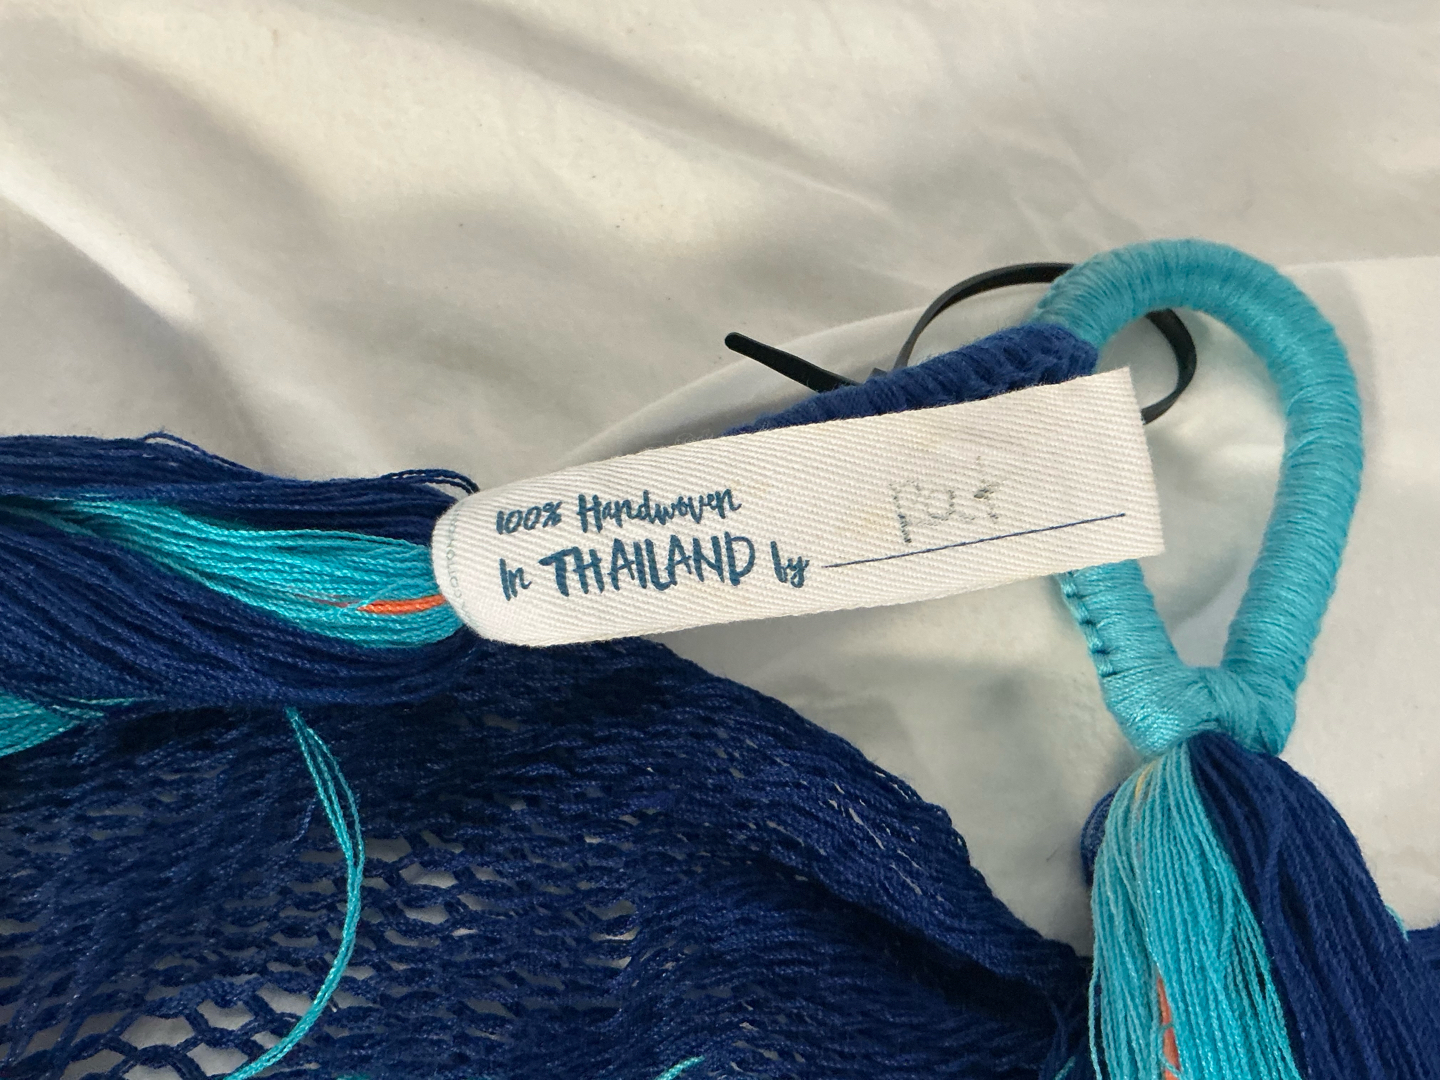 100% Handwoven
In THAILAND by